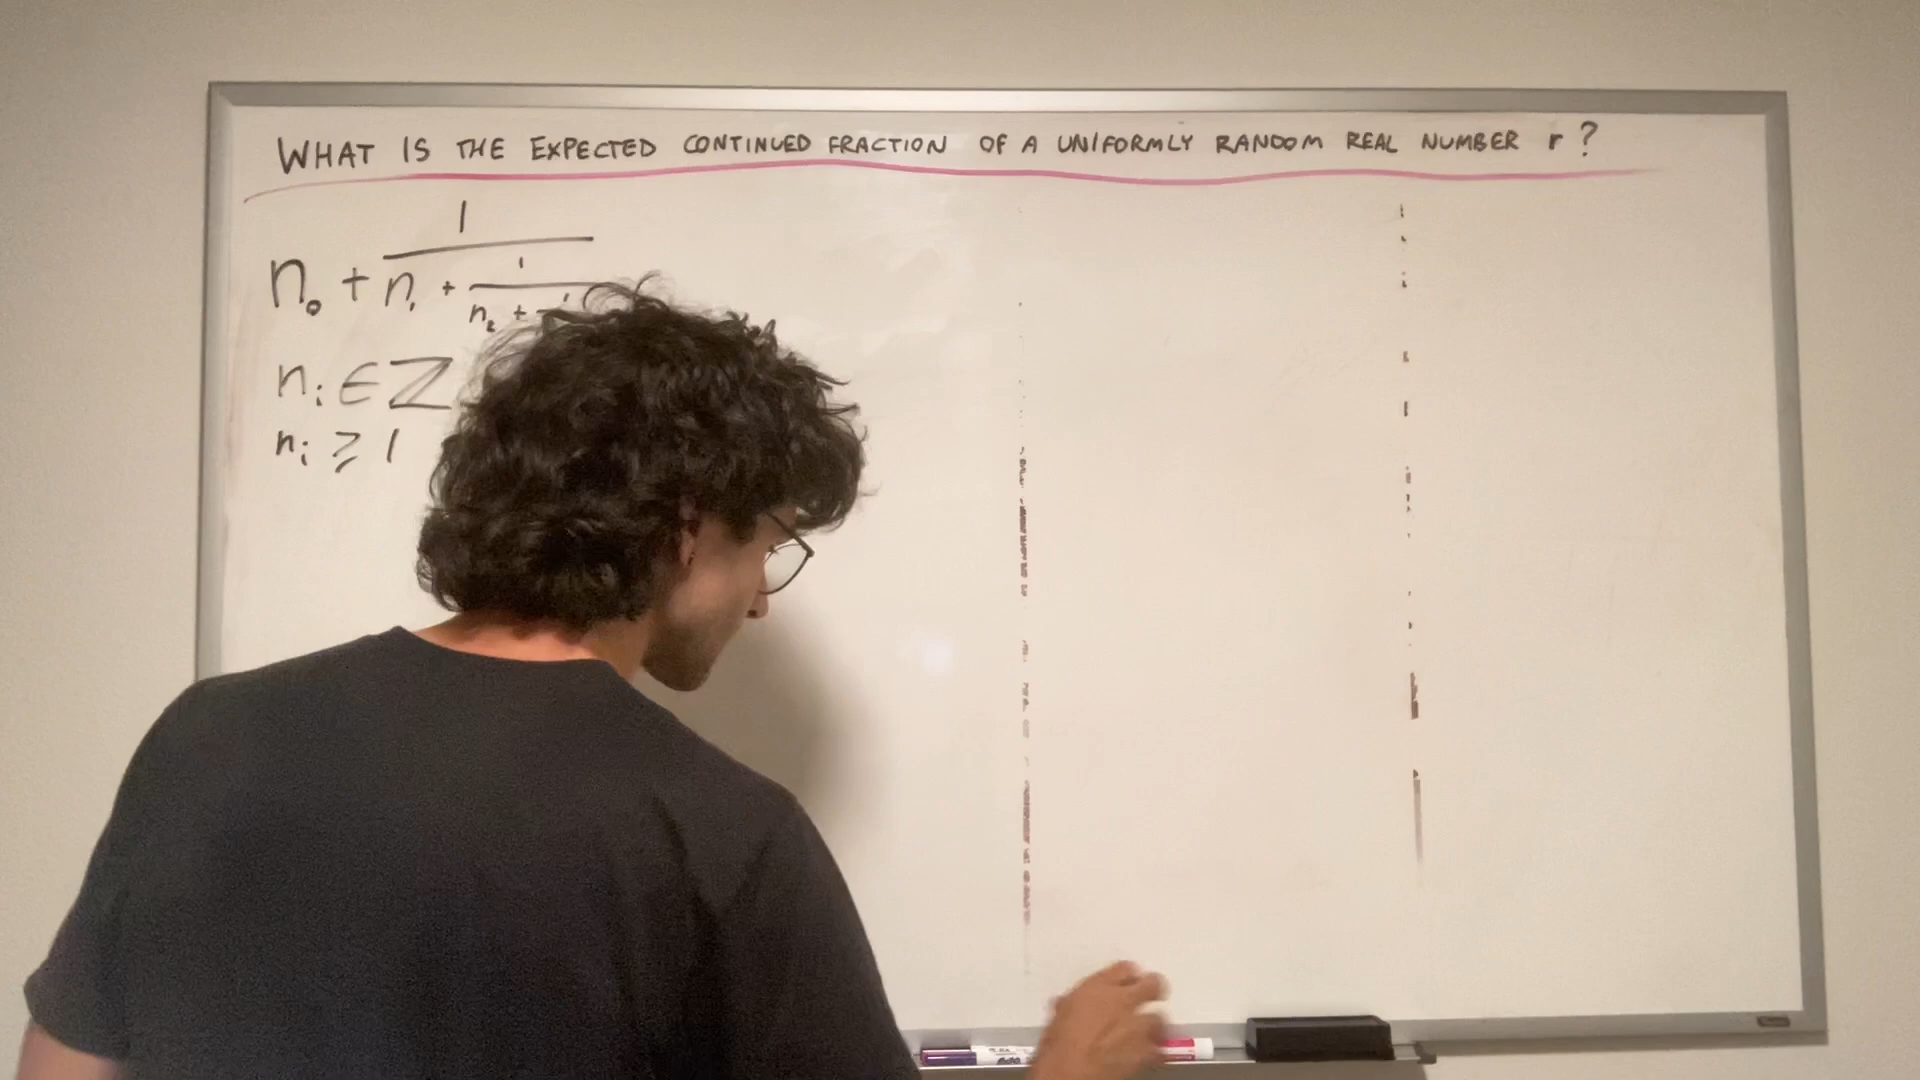 WHAT IS THE EXPECTED CONTINUED FRACTION OF A UNIFORMLY RANDOM REAL NUMBER r?
1
n₀ + n₁ + 1
n₂ +
nᵢ ∈ ℤ
nᵢ ≥ 1